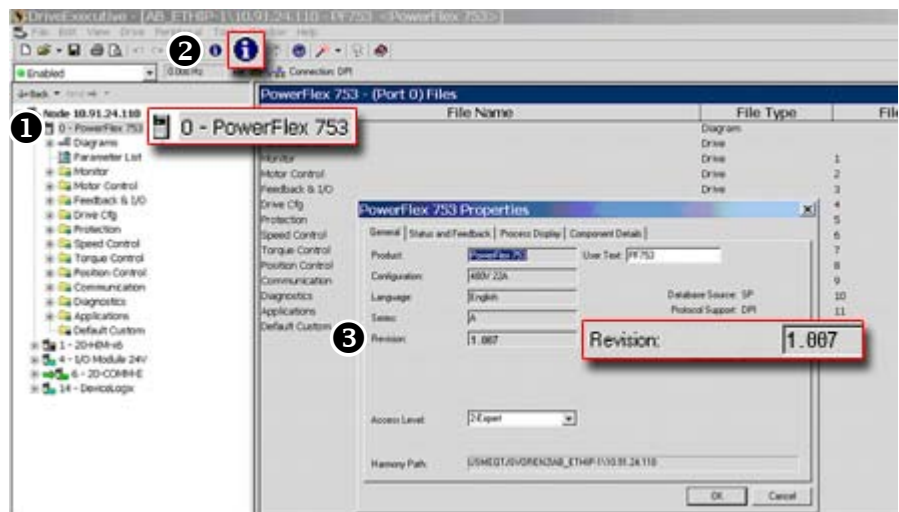 DriveExecutive - [AB_ETHIP-1\10.91.24.110 - PF753 <PowerFlex 753>]
File Edit View Drive
Help
2
Enabled
0.000 Hz
Connection: DPI
Back
PowerFlex 753 - (Port 0) Files
File Name
File Type
File
Node 10.91.24.110
1
0 - PowerFlex 753
0 - PowerFlex 753
Diagrams
Parameter List
Monitor
Motor Control
Feedback & I/O
Drive Cfg
Protection
Speed Control
Torque Control
Position Control
Communication
Diagnostics
Applications
Default Custom
1 - 20-HIM-x6
4 - I/O Module 24V
6 - 20-COMM-E
14 - DeviceLogix
Diagram
Drive
Monitor
Drive
1
Motor Control
Drive
2
Feedback & I/O
Drive
3
Drive Cfg
4
Protection
5
Speed Control
6
Torque Control
7
Position Control
8
Communication
9
Diagnostics
10
Applications
11
Default Custom
PowerFlex 753 Properties
General
Status and Feedback
Process Display
Component Details
Product:
PowerFlex 753
User Text:
PF753
Configuration:
400V 22A
Language:
English
Database Source: SP
Series:
A
Protocol Support: DPI
3
Revision:
1.007
Revision:
1.007
Access Level:
2-Expert
Harmony Path:
OK
Cancel